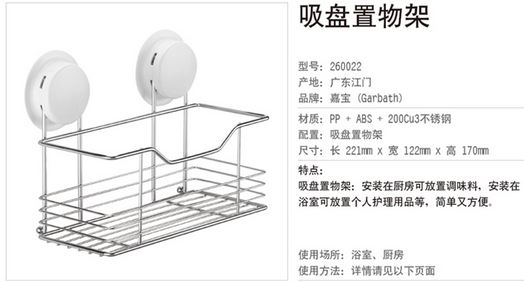 吸盘置物架
型号: 260022
产地: 广东江门
品牌: 嘉宝 (Garbath)
材质: PP + ABS + 200Cu3不锈钢
配置: 吸盘置物架
尺寸: 长 221mm x 宽 122mm x 高 170mm
特点:
吸盘置物架: 安装在厨房可放置调味料, 安装在
浴室可放置个人护理用品等, 简单又方便。
使用场所: 浴室、厨房
使用方法: 详情请见以下页面